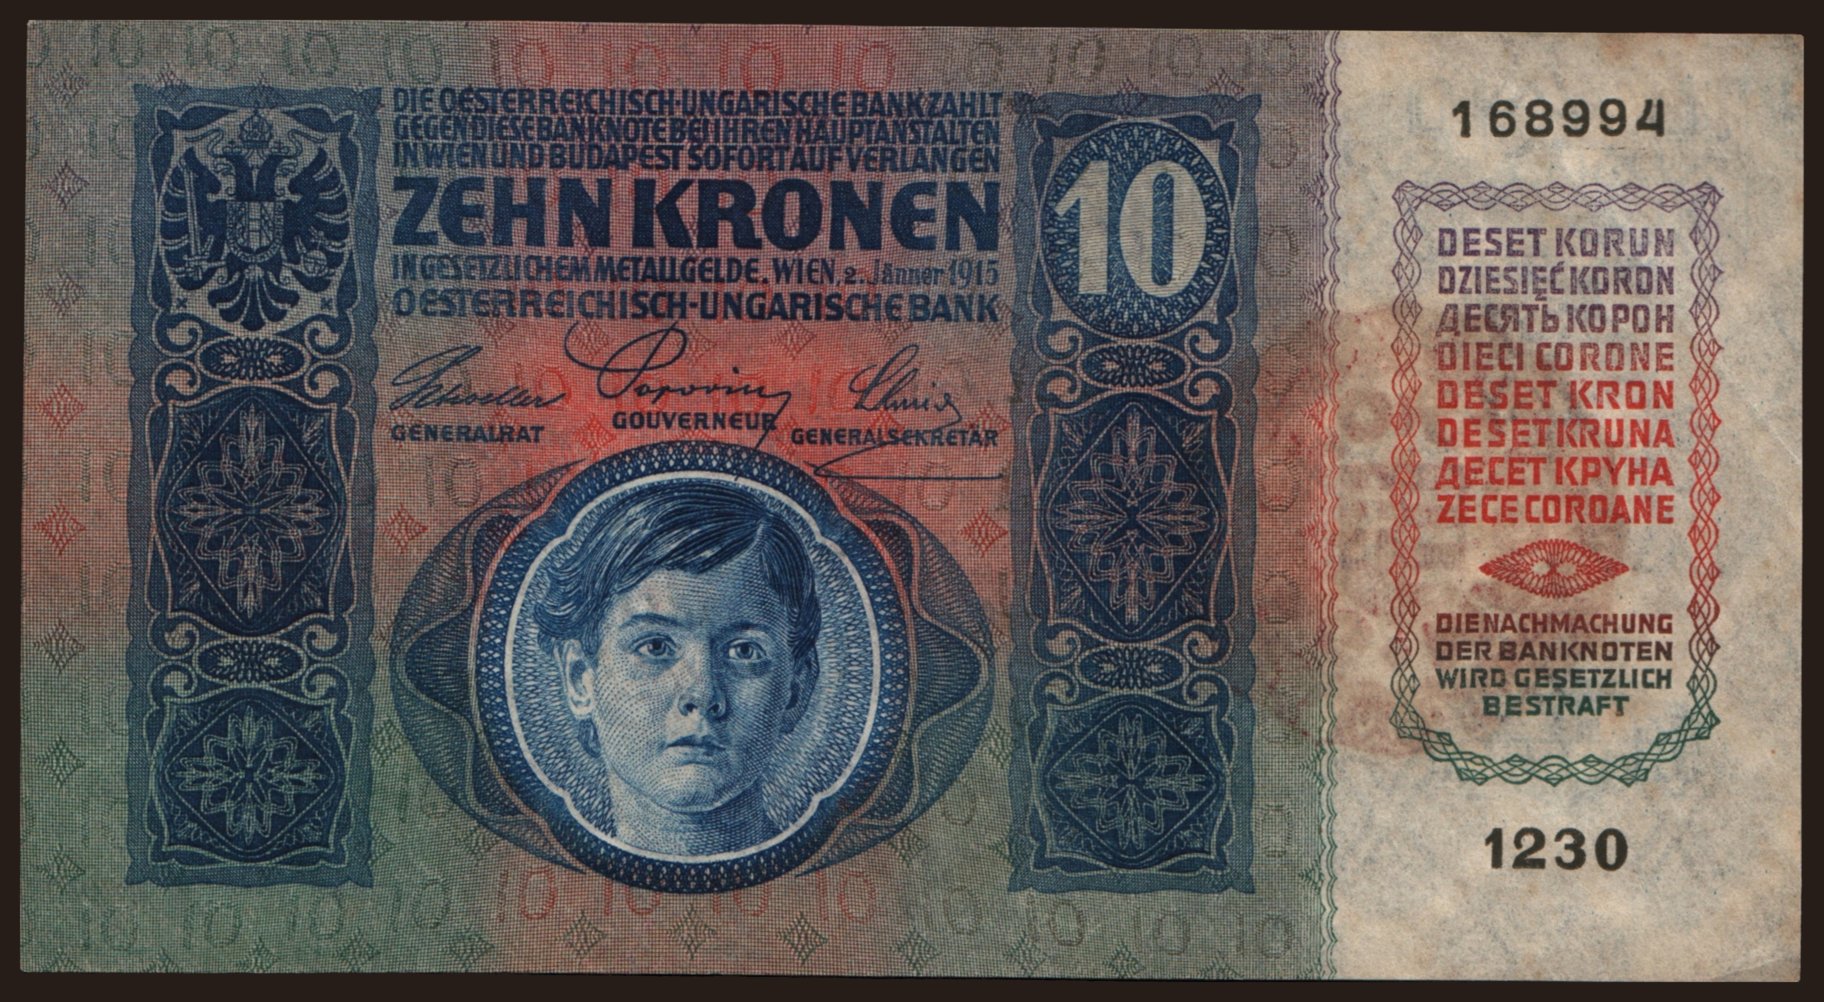 DIE OESTERREICHISCH-UNGARISCHE BANK ZAHLT
GEGEN DIESE BANKNOTE BEI IHREN HAUPTANSTALTEN
IN WIEN UND BUDAPEST SOFORT AUF VERLANGEN
ZEHN KRONEN
IN GESETZLICHEM METALLGELDE. WIEN, 2. Jänner 1915
OESTERREICHISCH-UNGARISCHE BANK
GENERALRAT
GOUVERNEUR
GENERALSEKRETÄR
10
168994
DESET KORUN
DZIESIĘĆ KORON
ДЕСЯТЬ КОРОН
DIECI CORONE
DESET KRON
DESET KRUNA
ДЕСЕТ КРУНА
ZECE COROANE
DIE NACHMACHUNG
DER BANKNOTEN
WIRD GESETZLICH
BESTRAFT
1230